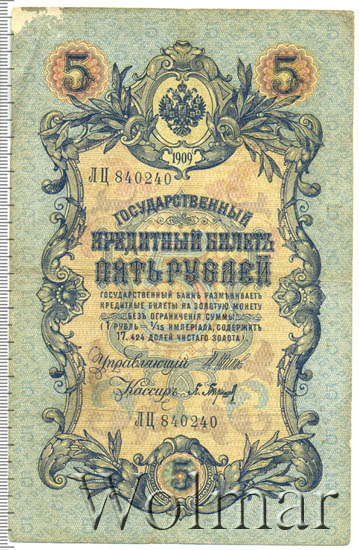 5 5
1909
ЛЦ 840240
ГОСУДАРСТВЕННЫЙ
КРЕДИТНЫЙ БИЛЕТЪ
ПЯТЬ РУБЛЕЙ
ГОСУДАРСТВЕННЫЙ БАНКЪ РАЗМѢНИВАЕТЪ
КРЕДИТНЫЕ БИЛЕТЫ НА ЗОЛОТУЮ МОНЕТУ
БЕЗЪ ОГРАНИЧЕНІЯ СУММЫ
(1 РУБЛЬ = 1/15 ИМПЕРІАЛА, СОДЕРЖИТЪ
17,424 ДОЛЕЙ ЧИСТАГО ЗОЛОТА).
Управляющій
Кассиръ
ЛЦ 840240
5
Wolmar